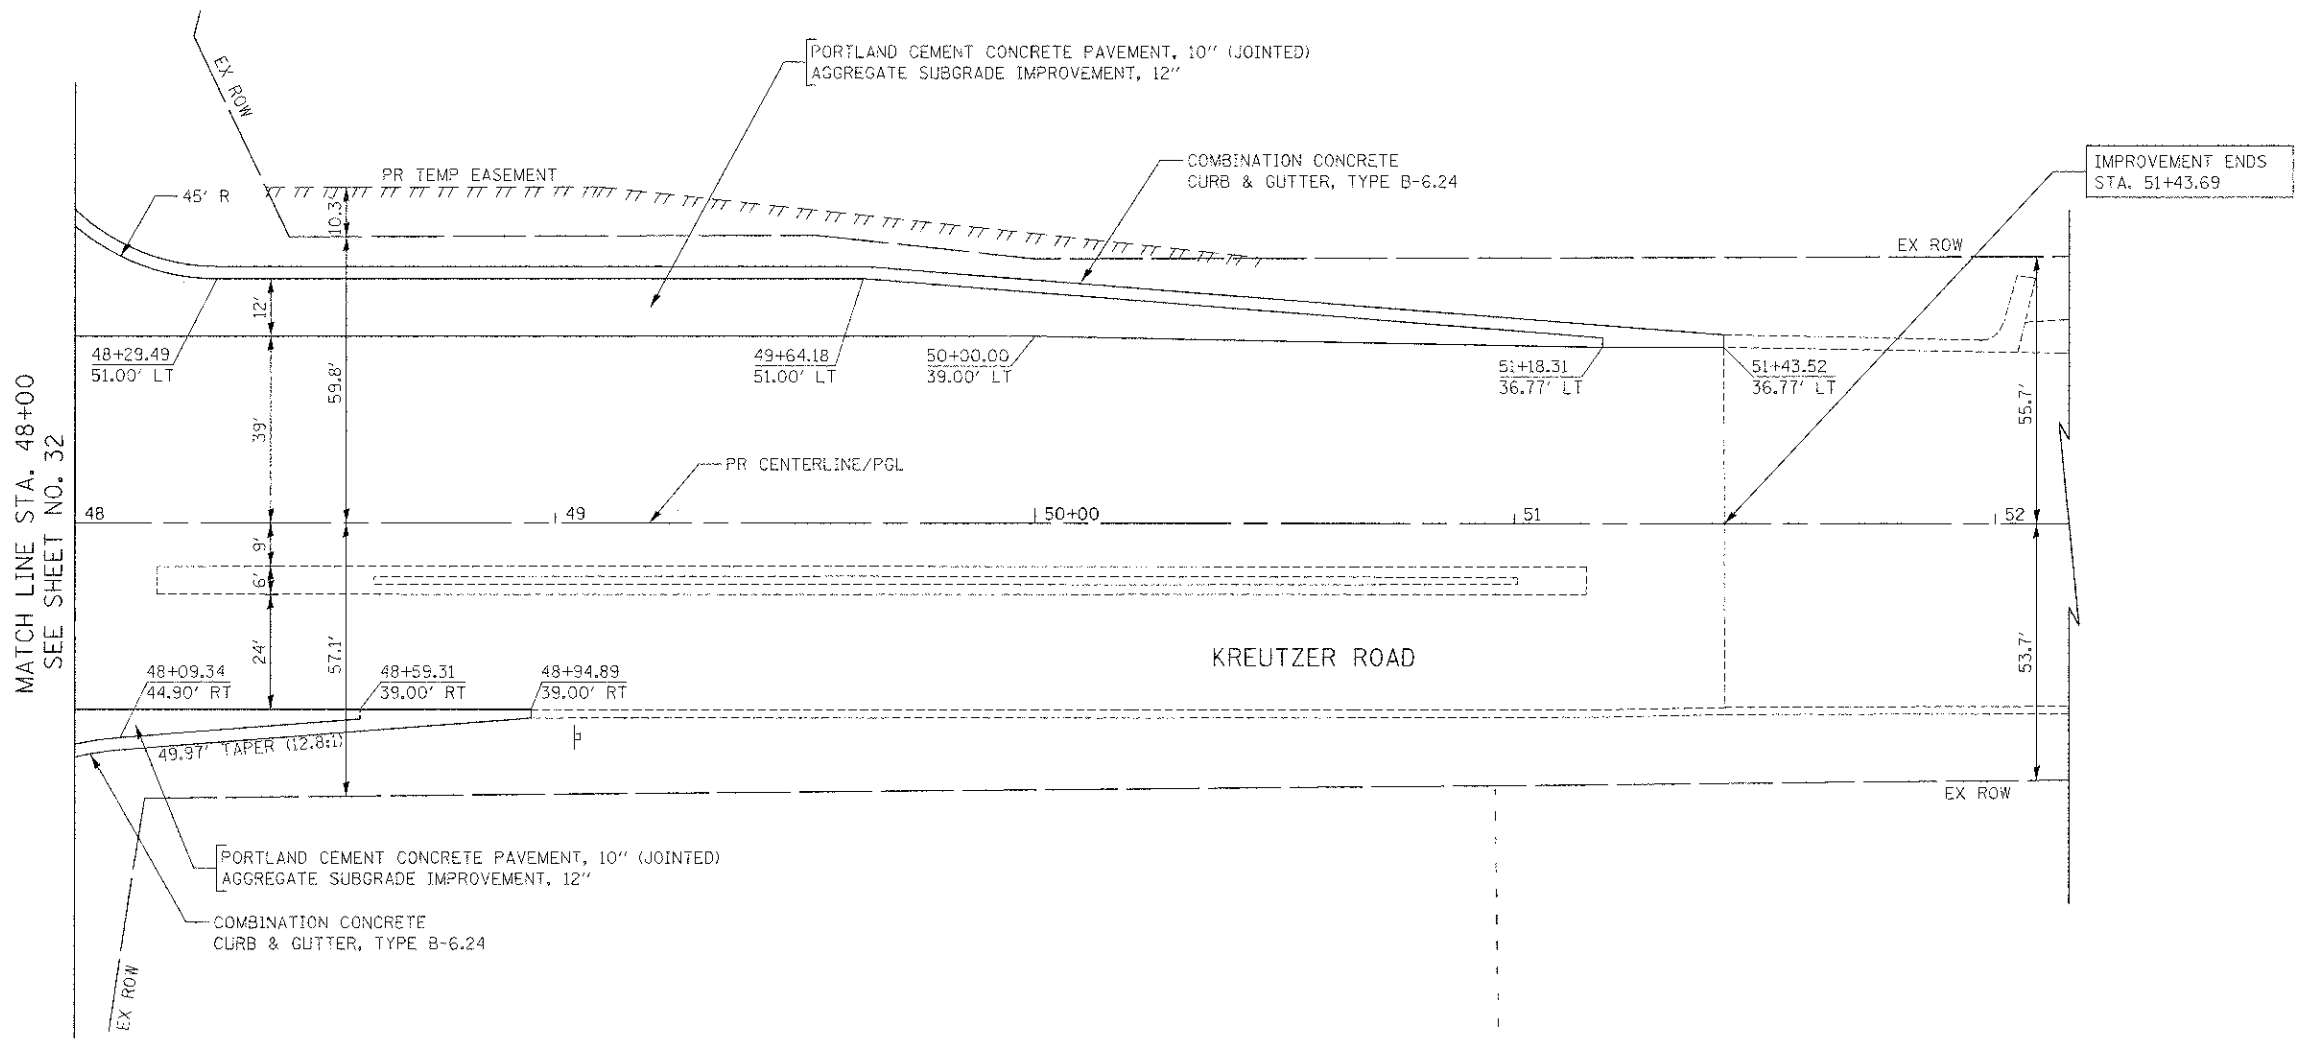 PORTLAND CEMENT CONCRETE PAVEMENT, 10" (JOINTED)
AGGREGATE SUBGRADE IMPROVEMENT, 12"
EX ROW
COMBINATION CONCRETE
CURB & GUTTER, TYPE B-6.24
IMPROVEMENT ENDS
STA. 51+43.69
PR TEMP EASEMENT
45' R
10.3'
EX ROW
12'
48+29.49
51.00' LT
59.8'
49+64.18
51.00' LT
50+00.00
39.00' LT
51+18.31
36.77' LT
51+43.52
36.77' LT
55.7'
MATCH LINE STA. 48+00
SEE SHEET NO. 32
39'
PR CENTERLINE/PGL
48
49
50+00
51
52
9'
6'
24'
57.1'
KREUTZER ROAD
53.7'
48+09.34
44.90' RT
48+59.31
39.00' RT
48+94.89
39.00' RT
49.97' TAPER (12.8:1)
EX ROW
PORTLAND CEMENT CONCRETE PAVEMENT, 10" (JOINTED)
AGGREGATE SUBGRADE IMPROVEMENT, 12"
COMBINATION CONCRETE
CURB & GUTTER, TYPE B-6.24
EX ROW